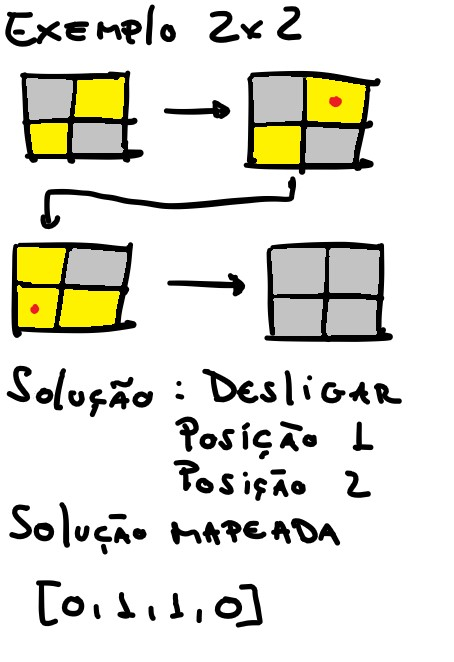 EXEMPLO 2x2
SOLUÇÃO : DESLIGAR
POSIÇÃO 1
POSIÇÃO 2
SOLUÇÃO MAPEADA
[0,1,1,0]